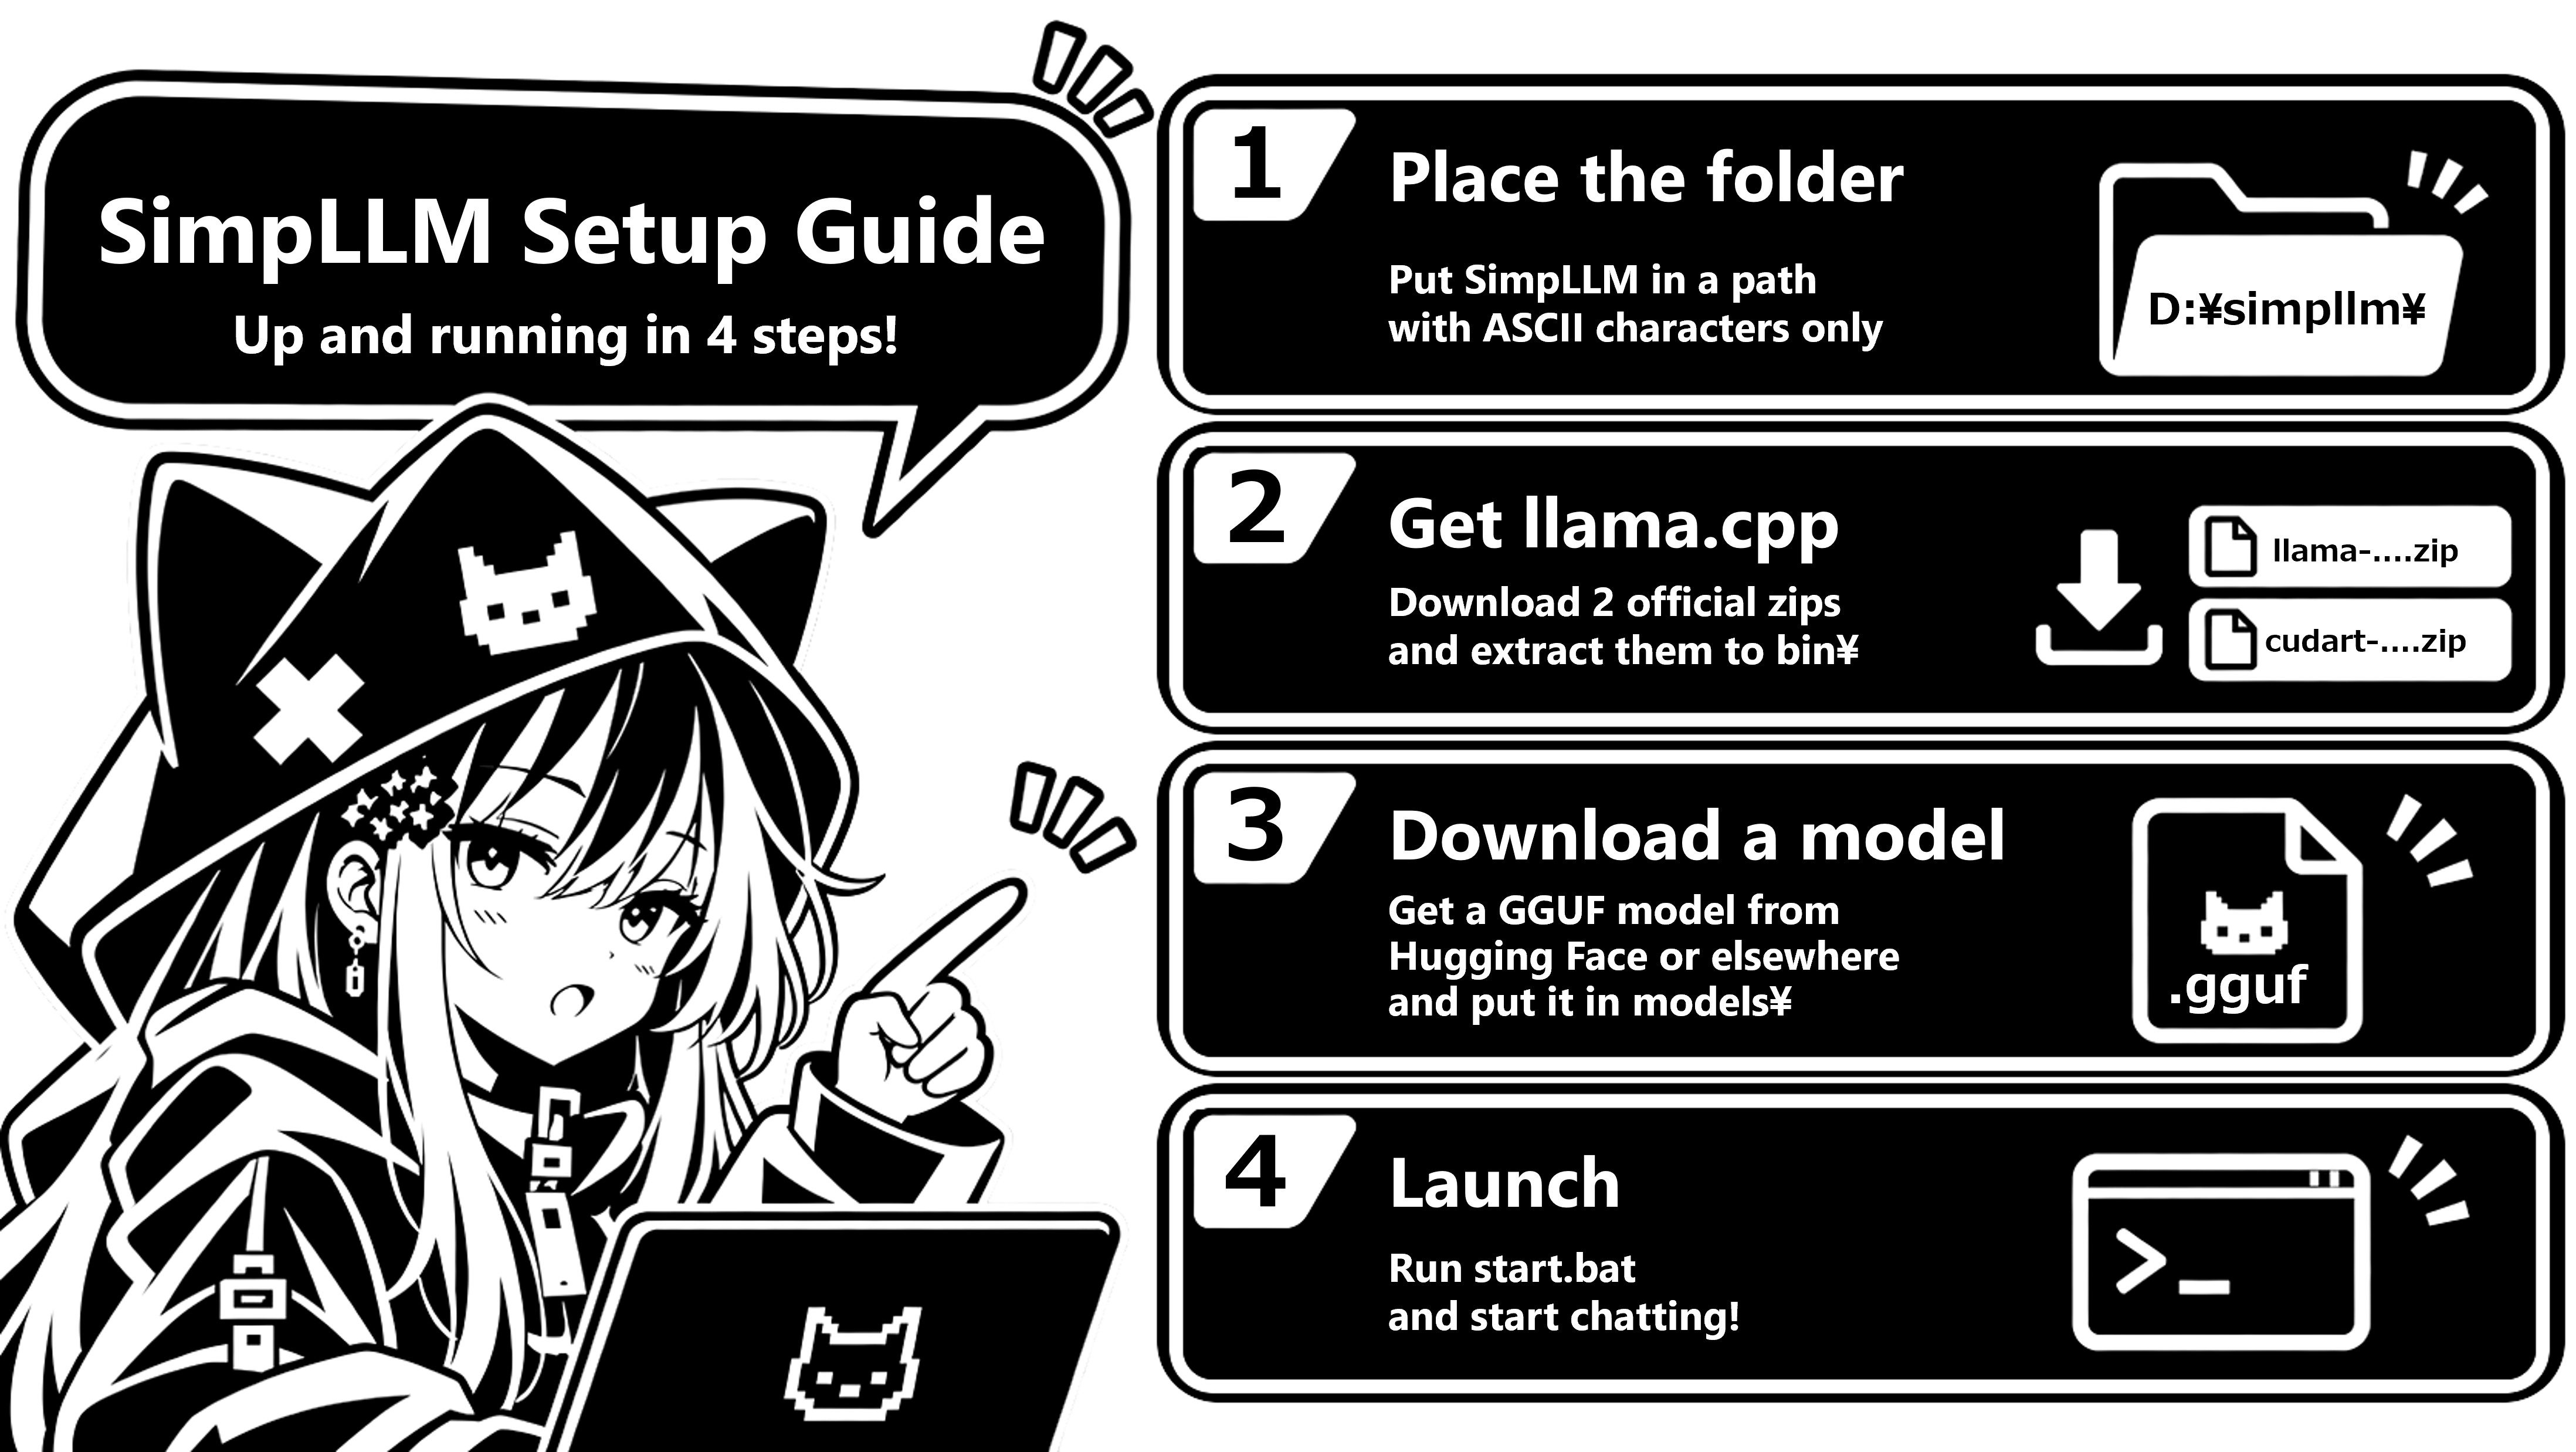 SimpLLM Setup Guide
Up and running in 4 steps!
1
Place the folder
Put SimpLLM in a path
with ASCII characters only
D:¥simpllm¥
2
Get llama.cpp
Download 2 official zips
and extract them to bin¥
llama-....zip
cudart-....zip
3
Download a model
Get a GGUF model from
Hugging Face or elsewhere
and put it in models¥
.gguf
4
Launch
Run start.bat
and start chatting!
>_